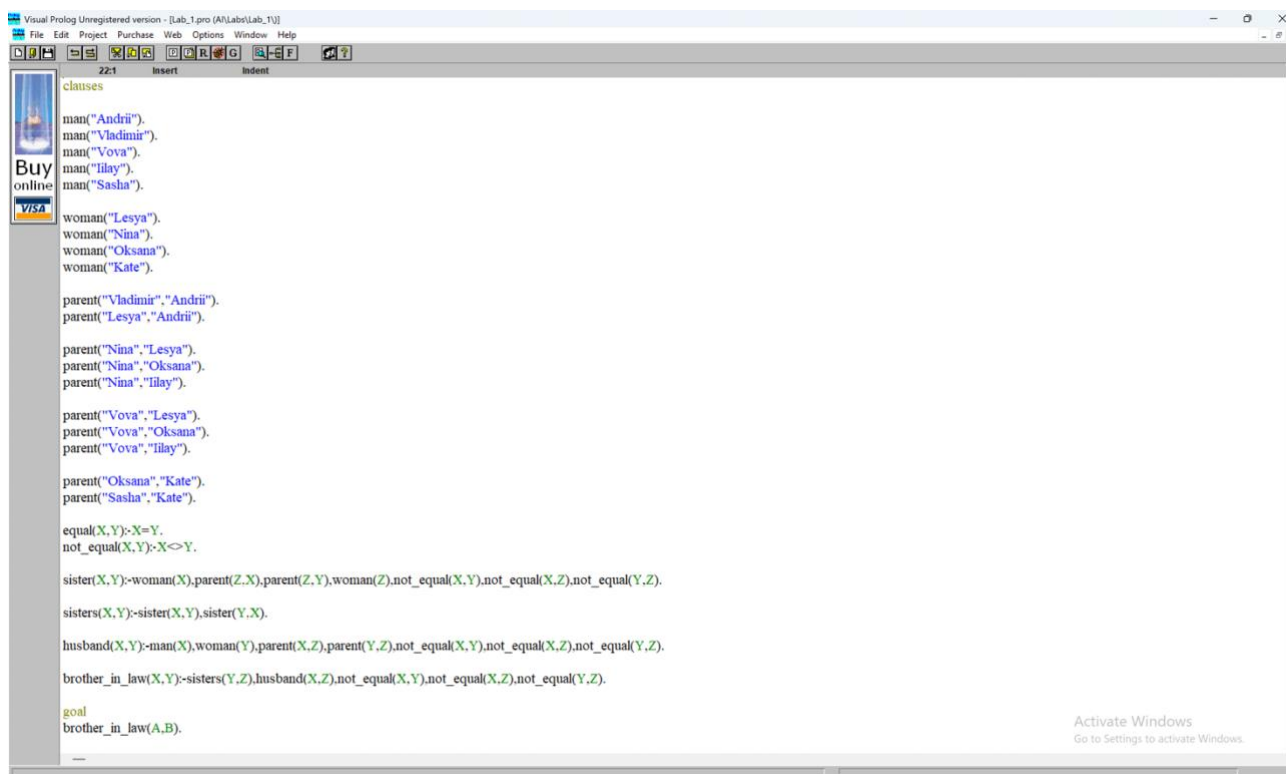 Visual Prolog Unregistered version - [Lab_1.pro (AI\Labs\Lab_1\)]
File Edit Project Purchase Web Options Window Help
R G F ?
22:1 Insert Indent
Buy
online
VISA
clauses
man("Andrii").
man("Vladimir").
man("Vova").
man("Iilay").
man("Sasha").
woman("Lesya").
woman("Nina").
woman("Oksana").
woman("Kate").
parent("Vladimir","Andrii").
parent("Lesya","Andrii").
parent("Nina","Lesya").
parent("Nina","Oksana").
parent("Nina","Iilay").
parent("Vova","Lesya").
parent("Vova","Oksana").
parent("Vova","Iilay").
parent("Oksana","Kate").
parent("Sasha","Kate").
equal(X,Y):-X=Y.
not_equal(X,Y):-X<>Y.
sister(X,Y):-woman(X),parent(Z,X),parent(Z,Y),woman(Z),not_equal(X,Y),not_equal(X,Z),not_equal(Y,Z).
sisters(X,Y):-sister(X,Y),sister(Y,X).
husband(X,Y):-man(X),woman(Y),parent(X,Z),parent(Y,Z),not_equal(X,Y),not_equal(X,Z),not_equal(Y,Z).
brother_in_law(X,Y):-sisters(Y,Z),husband(X,Z),not_equal(X,Y),not_equal(X,Z),not_equal(Y,Z).
goal
brother_in_law(A,B).
Activate Windows
Go to Settings to activate Windows.